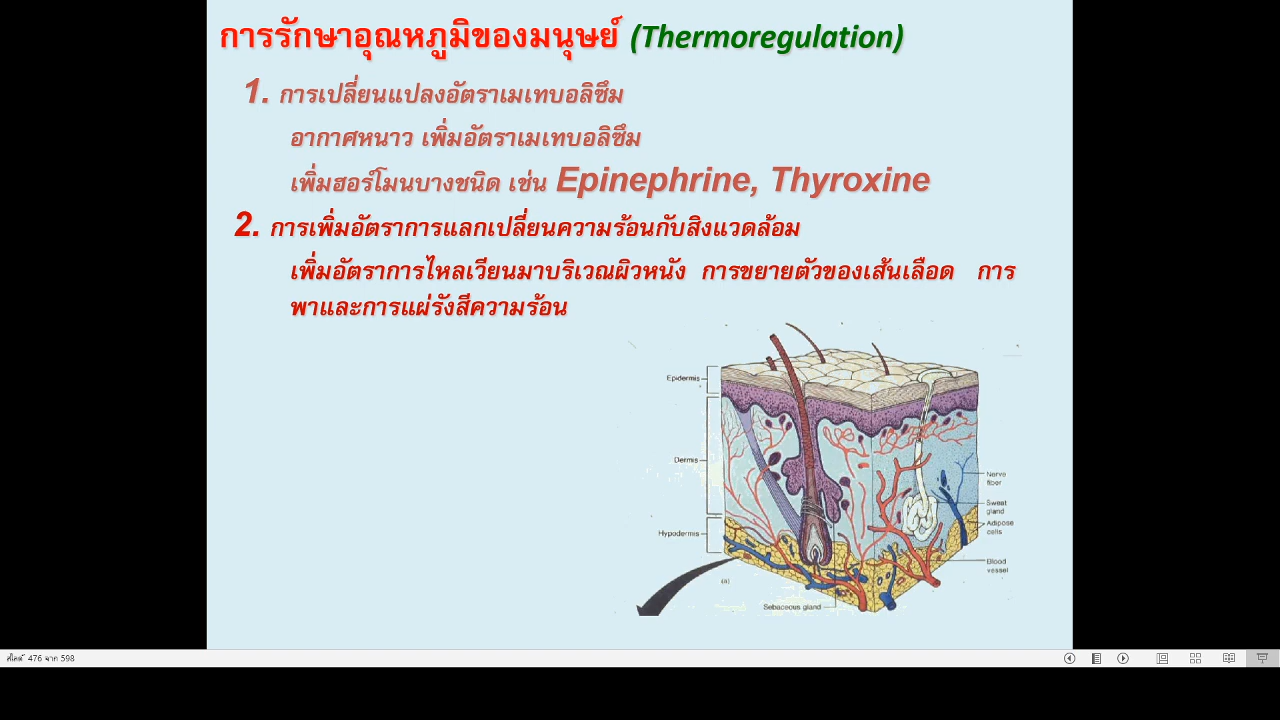 การรักษาอุณหภูมิของมนุษย์ (Thermoregulation)
1. การเปลี่ยนแปลงอัตราเมเทบอลิซึม
อากาศหนาว เพิ่มอัตราเมเทบอลิซึม
เพิ่มฮอร์โมนบางชนิด เช่น Epinephrine, Thyroxine
2. การเพิ่มอัตราการแลกเปลี่ยนความร้อนกับสิงแวดล้อม
เพิ่มอัตราการไหลเวียนมาบริเวณผิวหนัง การขยายตัวของเส้นเลือด การ
พาและการแผ่รังสีความร้อน
Epidermis
Dermis
Nerve
fiber
Sweat
gland
Adipose
cells
Hypodermis
Blood
vessel
(a)
Sebaceous gland
สไลด์ 476 จาก 598